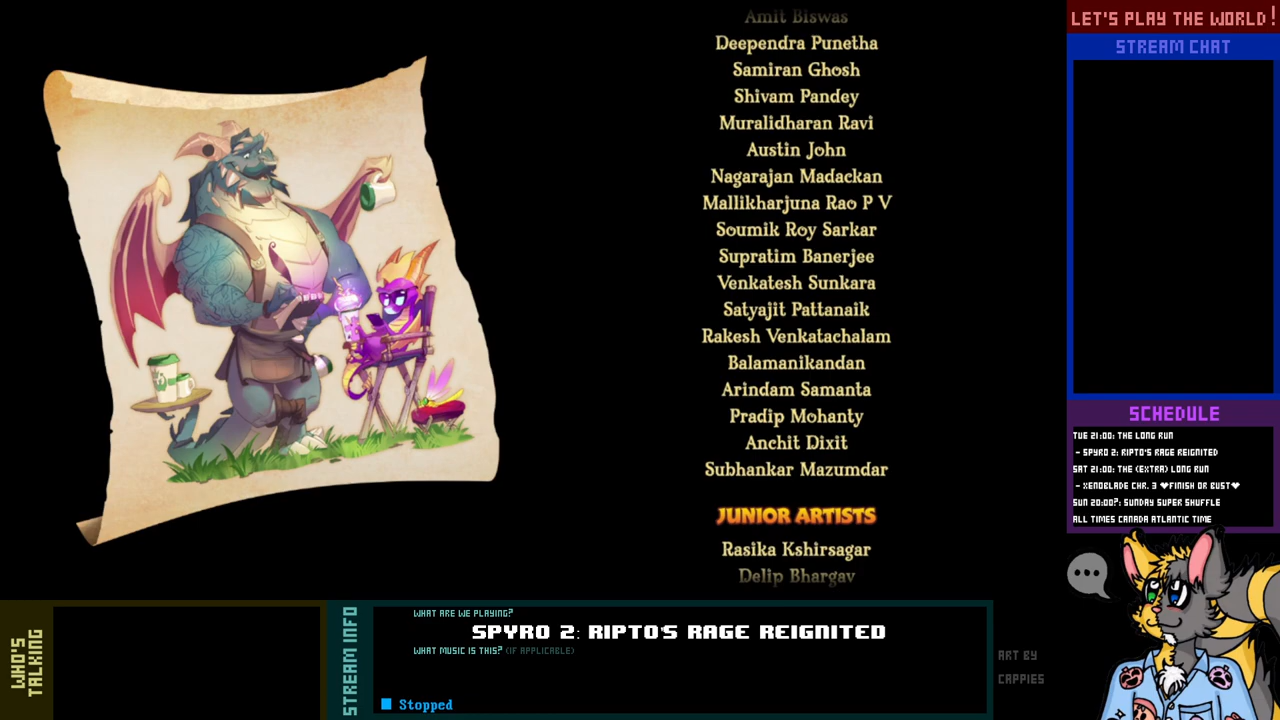 Amit Biswas
Deependra Punetha
Samiran Ghosh
Shivam Pandey
Muralidharan Ravi
Austin John
Nagarajan Madackan
Mallikharjuna Rao P V
Soumik Roy Sarkar
Supratim Banerjee
Venkatesh Sunkara
Satyajit Pattanaik
Rakesh Venkatachalam
Balamanikandan
Arindam Samanta
Pradip Mohanty
Anchit Dixit
Subhankar Mazumdar
JUNIOR ARTISTS
Rasika Kshirsagar
Delip Bhargav
LET'S PLAY THE WORLD!
STREAM CHAT
SCHEDULE
TUE 21:00: THE LONG RUN
- SPYRO 2: RIPTO'S RAGE REIGNITED
SAT 21:00: THE (EXTRA) LONG RUN
- XENOBLADE CHR. 3 ♥FINISH OR BUST♥
SUN 20:00?: SUNDAY SUPER SHUFFLE
ALL TIMES CANADA ATLANTIC TIME
WHO'S
TALKING
STREAM INFO
WHAT ARE WE PLAYING?
SPYRO 2: RIPTO'S RAGE REIGNITED
WHAT MUSIC IS THIS? (IF APPLICABLE)
Stopped
ART BY
CAPPIES